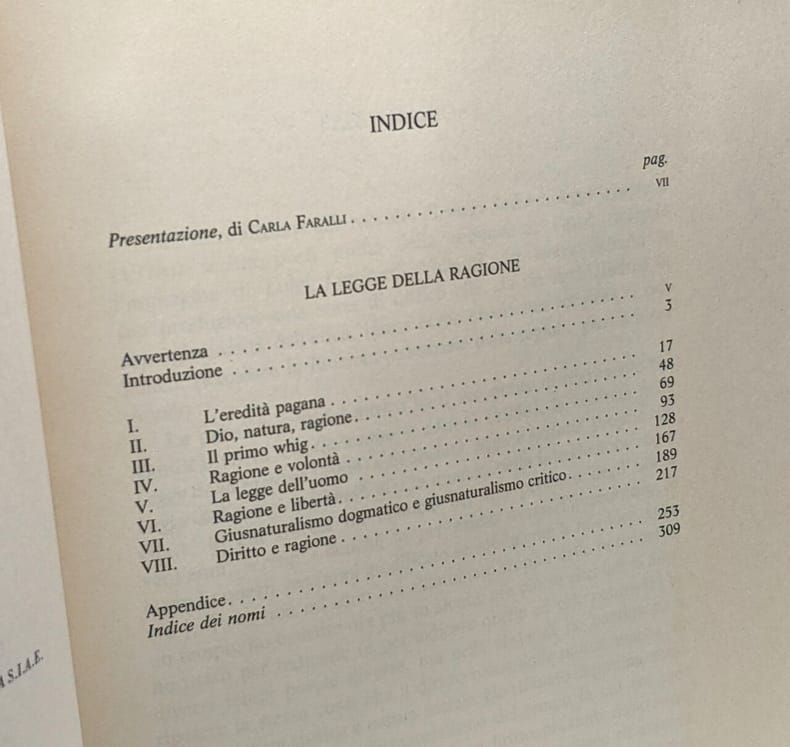 INDICE
pag.
Presentazione, di CARLA FARALLI . . . . . . . . . . . . . . . . . . . . . . . . . . VII
LA LEGGE DELLA RAGIONE
Avvertenza . . . . . . . . . . . . . . . . . . . . . . . . . . . . . . . . . . . . . V
Introduzione . . . . . . . . . . . . . . . . . . . . . . . . . . . . . . . . . . . . 3
I. L'eredità pagana . . . . . . . . . . . . . . . . . . . . . . . . . . . . 17
II. Dio, natura, ragione. . . . . . . . . . . . . . . . . . . . . . . . . . 48
III. Il primo whig. . . . . . . . . . . . . . . . . . . . . . . . . . . . . . 69
IV. Ragione e volontà . . . . . . . . . . . . . . . . . . . . . . . . . . . 93
V. La legge dell'uomo . . . . . . . . . . . . . . . . . . . . . . . . . . 128
VI. Ragione e libertà. . . . . . . . . . . . . . . . . . . . . . . . . . . 167
VII. Giusnaturalismo dogmatico e giusnaturalismo critico. . . . . . . . 189
VIII. Diritto e ragione . . . . . . . . . . . . . . . . . . . . . . . . . . . 217
Appendice. . . . . . . . . . . . . . . . . . . . . . . . . . . . . . . . . . . . 253
Indice dei nomi . . . . . . . . . . . . . . . . . . . . . . . . . . . . . . . . 309
A S.I.A.E.